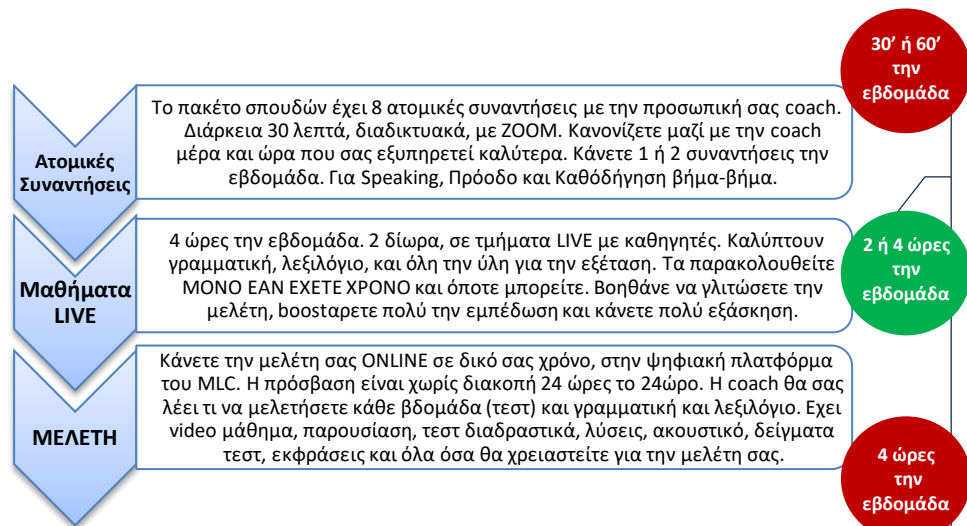 30’ ή 60’
την
εβδομάδα
Ατομικές
Συναντήσεις
Το πακέτο σπουδών έχει 8 ατομικές συναντήσεις με την προσωπική σας coach.
Διάρκεια 30 λεπτά, διαδικτυακά, με ZOOM. Κανονίζετε μαζί με την coach
μέρα και ώρα που σας εξυπηρετεί καλύτερα. Κάνετε 1 ή 2 συναντήσεις την
εβδομάδα. Για Speaking, Πρόοδο και Καθόδήγηση βήμα-βήμα.
Μαθήματα
LIVE
4 ώρες την εβδομάδα. 2 δίωρα, σε τμήματα LIVE με καθηγητές. Καλύπτουν
γραμματική, λεξιλόγιο, και όλη την ύλη για την εξέταση. Τα παρακολουθείτε
ΜΟΝΟ ΕΑΝ ΕΧΕΤΕ ΧΡΟΝΟ και όποτε μπορείτε. Βοηθάνε να γλιτώσετε την
μελέτη, boostαρετε πολύ την εμπέδωση και κάνετε πολύ εξάσκηση.
2 ή 4 ώρες
την
εβδομάδα
ΜΕΛΕΤΗ
Κάνετε την μελέτη σας ONLINE σε δικό σας χρόνο, στην ψηφιακή πλατφόρμα
του MLC. Η πρόσβαση είναι χωρίς διακοπή 24 ώρες το 24ώρο. Η coach θα σας
λέει τι να μελετήσετε κάθε βδομάδα (τεστ) και γραμματική και λεξιλόγιο. Εχει
video μάθημα, παρουσίαση, τεστ διαδραστικά, λύσεις, ακουστικό, δείγματα
τεστ, εκφράσεις και όλα όσα θα χρειαστείτε για την μελέτη σας.
4 ώρες
την
εβδομάδα